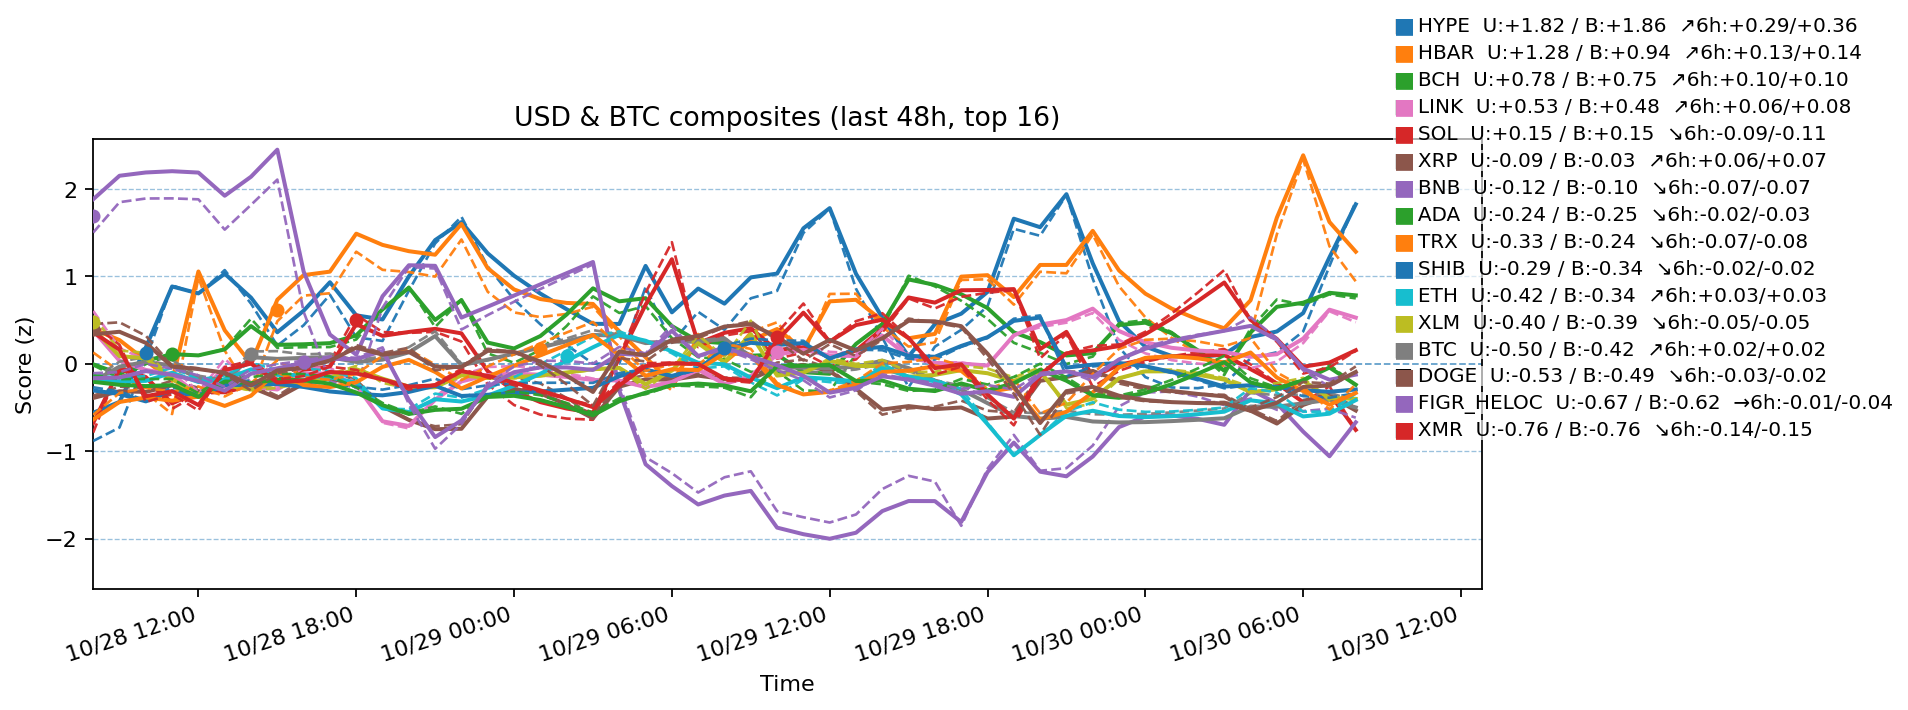 HYPE U:+1.82 / B:+1.86 ↗6h:+0.29/+0.36
HBAR U:+1.28 / B:+0.94 ↗6h:+0.13/+0.14
BCH U:+0.78 / B:+0.75 ↗6h:+0.10/+0.10
LINK U:+0.53 / B:+0.48 ↗6h:+0.06/+0.08
SOL U:+0.15 / B:+0.15 ↘6h:-0.09/-0.11
XRP U:-0.09 / B:-0.03 ↗6h:+0.06/+0.07
BNB U:-0.12 / B:-0.10 ↘6h:-0.07/-0.07
ADA U:-0.24 / B:-0.25 ↘6h:-0.02/-0.03
TRX U:-0.33 / B:-0.24 ↘6h:-0.07/-0.08
SHIB U:-0.29 / B:-0.34 ↘6h:-0.02/-0.02
ETH U:-0.42 / B:-0.34 ↗6h:+0.03/+0.03
XLM U:-0.40 / B:-0.39 ↘6h:-0.05/-0.05
BTC U:-0.50 / B:-0.42 ↗6h:+0.02/+0.02
DOGE U:-0.53 / B:-0.49 ↘6h:-0.03/-0.02
FIGR_HELOC U:-0.67 / B:-0.62 →6h:-0.01/-0.04
XMR U:-0.76 / B:-0.76 ↘6h:-0.14/-0.15
USD & BTC composites (last 48h, top 16)
Score (z)
2
1
0
−1
−2
10/28 12:00
10/28 18:00
10/29 00:00
10/29 06:00
10/29 12:00
10/29 18:00
10/30 00:00
10/30 06:00
10/30 12:00
Time